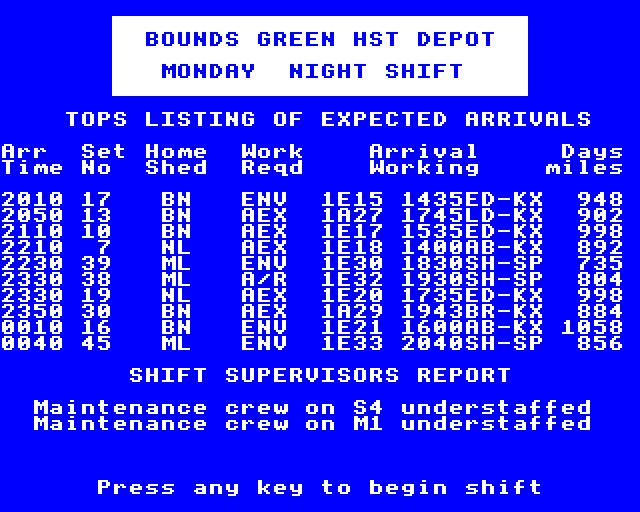 BOUNDS GREEN HST DEPOT
MONDAY  NIGHT SHIFT
TOPS LISTING OF EXPECTED ARRIVALS
Arr  Set Home  Work    Arrival     Days
Time No  Shed  Reqd    Working    miles
2010 17   BN   ENV  1E15 1435ED-KX  948
2050 13   BN   AEX  1A27 1745LD-KX  902
2110 10   BN   AEX  1E17 1535ED-KX  998
2210  7   NL   AEX  1E18 1400AB-KX  892
2230 39   ML   ENV  1E30 1830SH-SP  735
2330 38   ML   A/R  1E32 1930SH-SP  804
2330 19   NL   AEX  1E20 1735ED-KX  998
2350 30   BN   AEX  1A29 1943BR-KX  884
0010 16   BN   ENV  1E21 1600AB-KX 1058
0040 45   ML   ENV  1E33 2040SH-SP  856
SHIFT SUPERVISORS REPORT
Maintenance crew on S4 understaffed
Maintenance crew on M1 understaffed
Press any key to begin shift